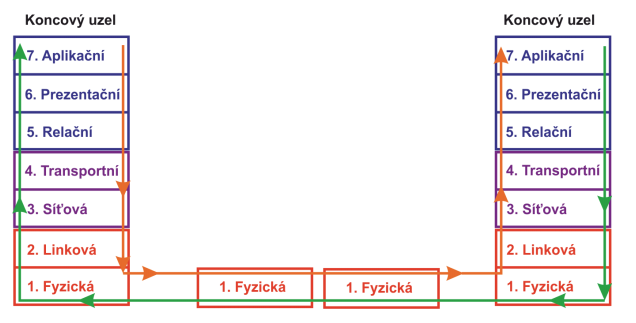 Koncový uzel
7. Aplikační
6. Prezentační
5. Relační
4. Transportní
3. Síťová
2. Linková
1. Fyzická
1. Fyzická
1. Fyzická
Koncový uzel
7. Aplikační
6. Prezentační
5. Relační
4. Transportní
3. Síťová
2. Linková
1. Fyzická